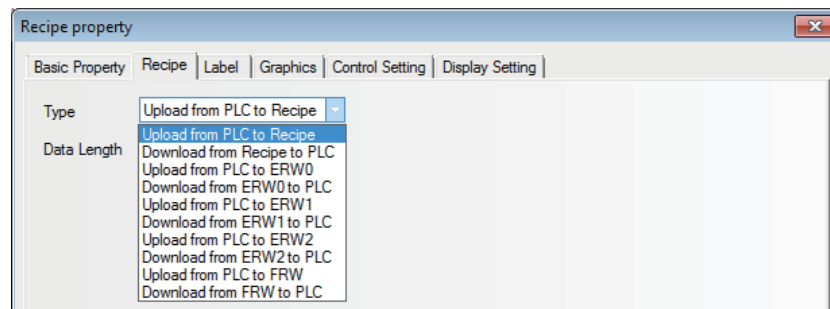 Recipe property
Basic Property Recipe Label Graphics Control Setting Display Setting
Type Upload from PLC to Recipe
Upload from PLC to Recipe
Data Length Download from Recipe to PLC
Upload from PLC to ERW0
Download from ERW0 to PLC
Upload from PLC to ERW1
Download from ERW1 to PLC
Upload from PLC to ERW2
Download from ERW2 to PLC
Upload from PLC to FRW
Download from FRW to PLC